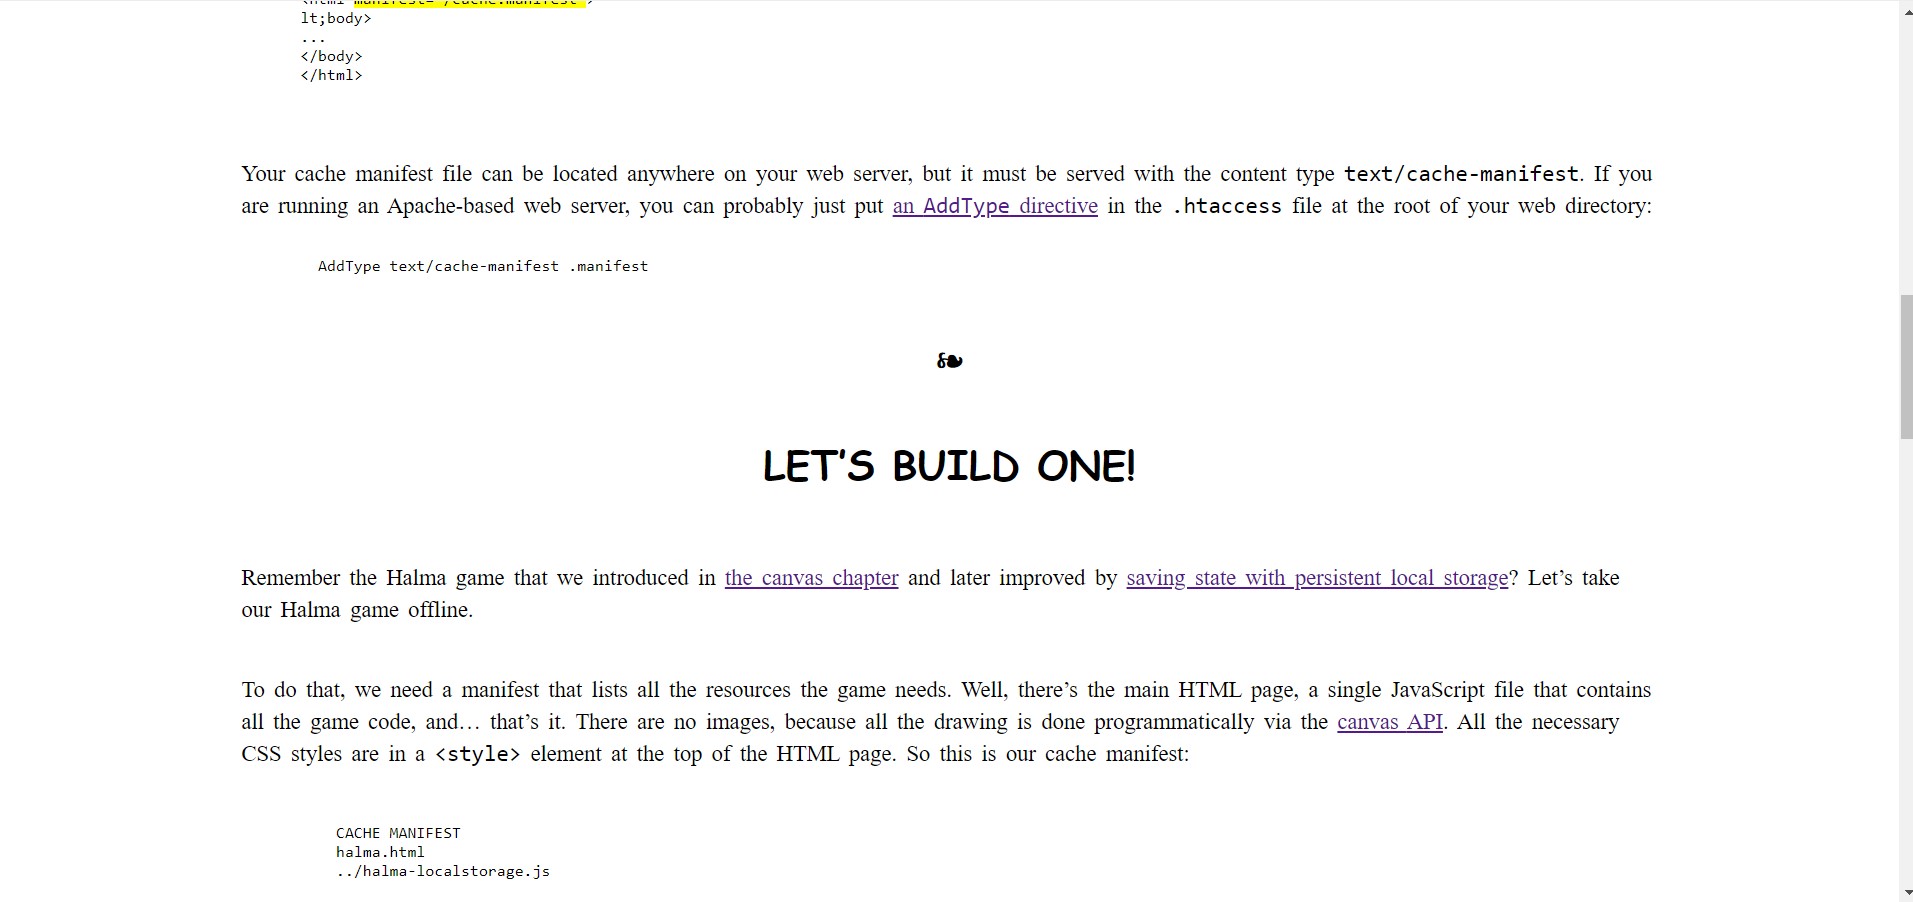 <html manifest="/cache.manifest">
lt;body>
...
</body>
</html>
Your cache manifest file can be located anywhere on your web server, but it must be served with the content type text/cache-manifest. If you
are running an Apache-based web server, you can probably just put an AddType directive in the .htaccess file at the root of your web directory:
AddType text/cache-manifest .manifest
❧
LET'S BUILD ONE!
Remember the Halma game that we introduced in the canvas chapter and later improved by saving state with persistent local storage? Let’s take
our Halma game offline.
To do that, we need a manifest that lists all the resources the game needs. Well, there’s the main HTML page, a single JavaScript file that contains
all the game code, and… that’s it. There are no images, because all the drawing is done programmatically via the canvas API. All the necessary
CSS styles are in a <style> element at the top of the HTML page. So this is our cache manifest:
CACHE MANIFEST
halma.html
../halma-localstorage.js